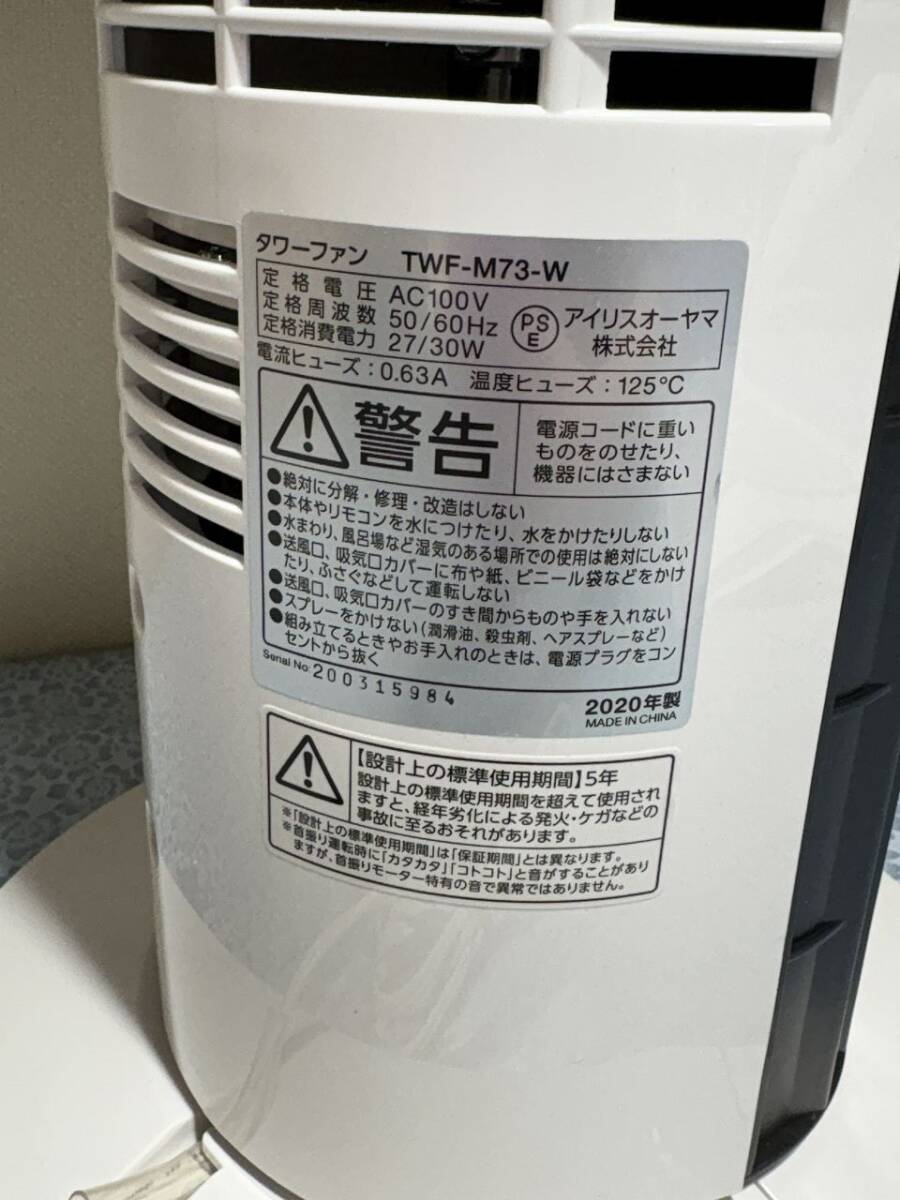 タワーファン TWF-M73-W
定格電圧 AC100V
定格周波数 50/60Hz
定格消費電力 27/30W
PS
E
アイリスオーヤマ
株式会社
電流ヒューズ:0.63A 温度ヒューズ:125℃
警告
電源コードに重い
ものをのせたり、
機器にはさまない
●絶対に分解・修理・改造はしない
●本体やリモコンを水につけたり、水をかけたりしない
●水まわり、風呂場など湿気のある場所での使用は絶対にしない
●送風口、吸気口カバーに布や紙、ビニール袋などをかけ
たり、ふさぐなどして運転しない
●送風口、吸気口カバーのすき間からものや手を入れない
●スプレーをかけない(潤滑油、殺虫剤、ヘアスプレーなど)
●組み立てるときやお手入れのときは、電源プラグをコン
セントから抜く
Serial No: 200315984
2020年製
MADE IN CHINA
【設計上の標準使用期間】5年
設計上の標準使用期間を超えて使用され
ますと、経年劣化による発火・ケガなどの
事故に至るおそれがあります。
※「設計上の標準使用期間」は「保証期間」とは異なります。
※首振り運転時に「カタカタ」「コトコト」と音がすることがあり
ますが、首振りモーター特有の音で異常ではありません。